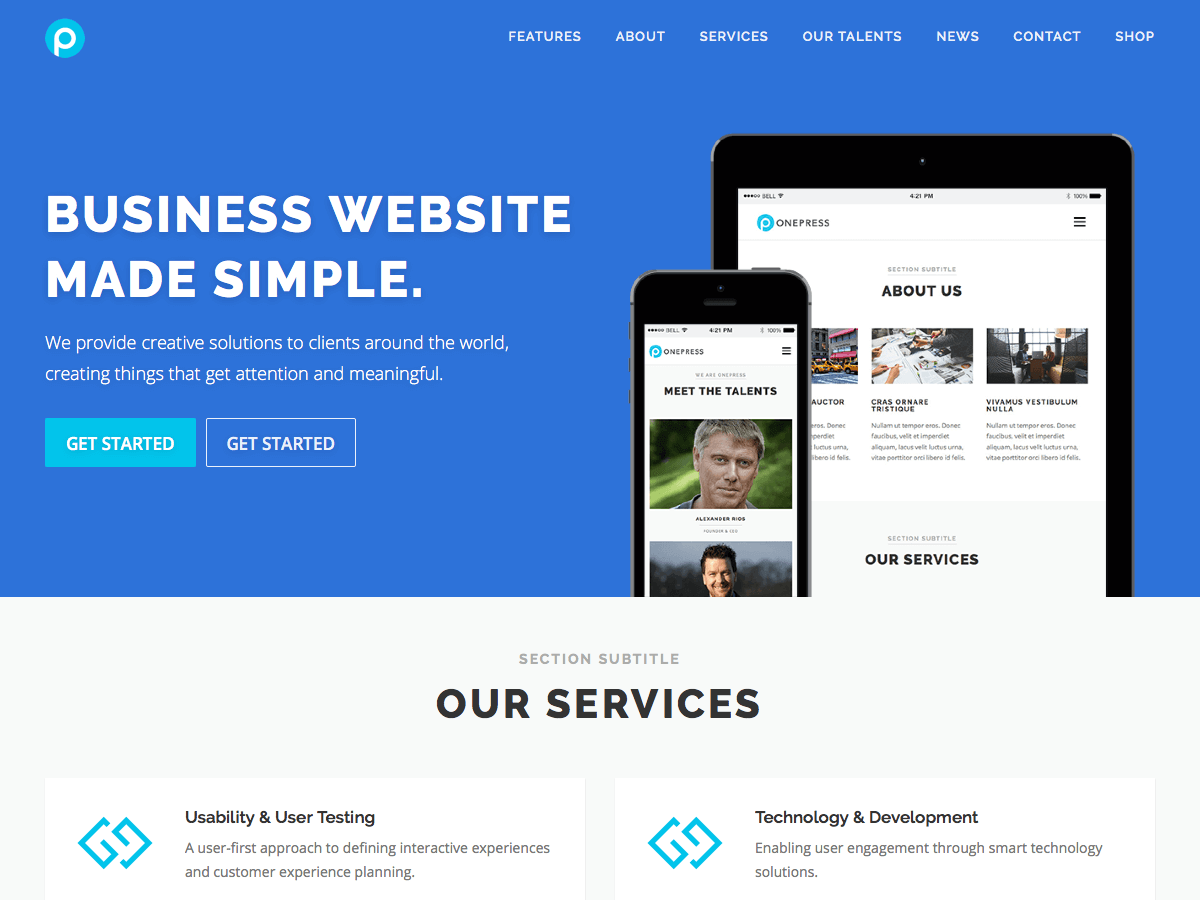 FEATURES ABOUT SERVICES OUR TALENTS NEWS CONTACT SHOP
BUSINESS WEBSITE
MADE SIMPLE.
We provide creative solutions to clients around the world,
creating things that get attention and meaningful.
GET STARTED GET STARTED
BELL 4:21 PM 100%
ONEPRESS
SECTION SUBTITLE
ABOUT US
AUCTOR
CRAS ORNARE
TRISTIQUE
VIVAMUS VESTIBULUM
NULLA
eros. Donec
imperdiet
luctus urna,
libero id felis.
Nullam ut tempor eros. Donec
faucibus, velit et imperdiet
aliquam, lacus velit luctus urna,
vitae porttitor orci libero id felis.
Nullam ut tempor eros. Donec
faucibus, velit et imperdiet
aliquam, lacus velit luctus urna,
vitae porttitor orci libero id felis.
SECTION SUBTITLE
OUR SERVICES
BELL 4:21 PM 100%
ONEPRESS
WE ARE ONEPRESS
MEET THE TALENTS
ALEXANDER RIOS
FOUNDER & CEO
SECTION SUBTITLE
OUR SERVICES
Usability & User Testing
A user-first approach to defining interactive experiences
and customer experience planning.
Technology & Development
Enabling user engagement through smart technology
solutions.